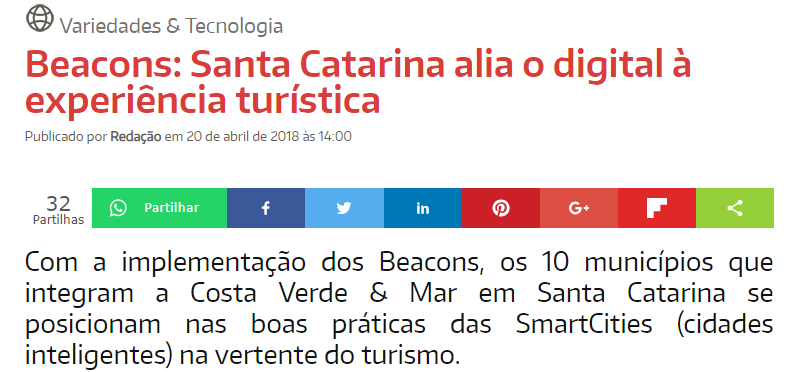 Variedades & Tecnologia
Beacons: Santa Catarina alia o digital à
experiência turística
Publicado por Redação em 20 de abril de 2018 às 14:00
32
Partilhas
Partilhar
Com a implementação dos Beacons, os 10 municípios que
integram a Costa Verde & Mar em Santa Catarina se
posicionam nas boas práticas das SmartCities (cidades
inteligentes) na vertente do turismo.